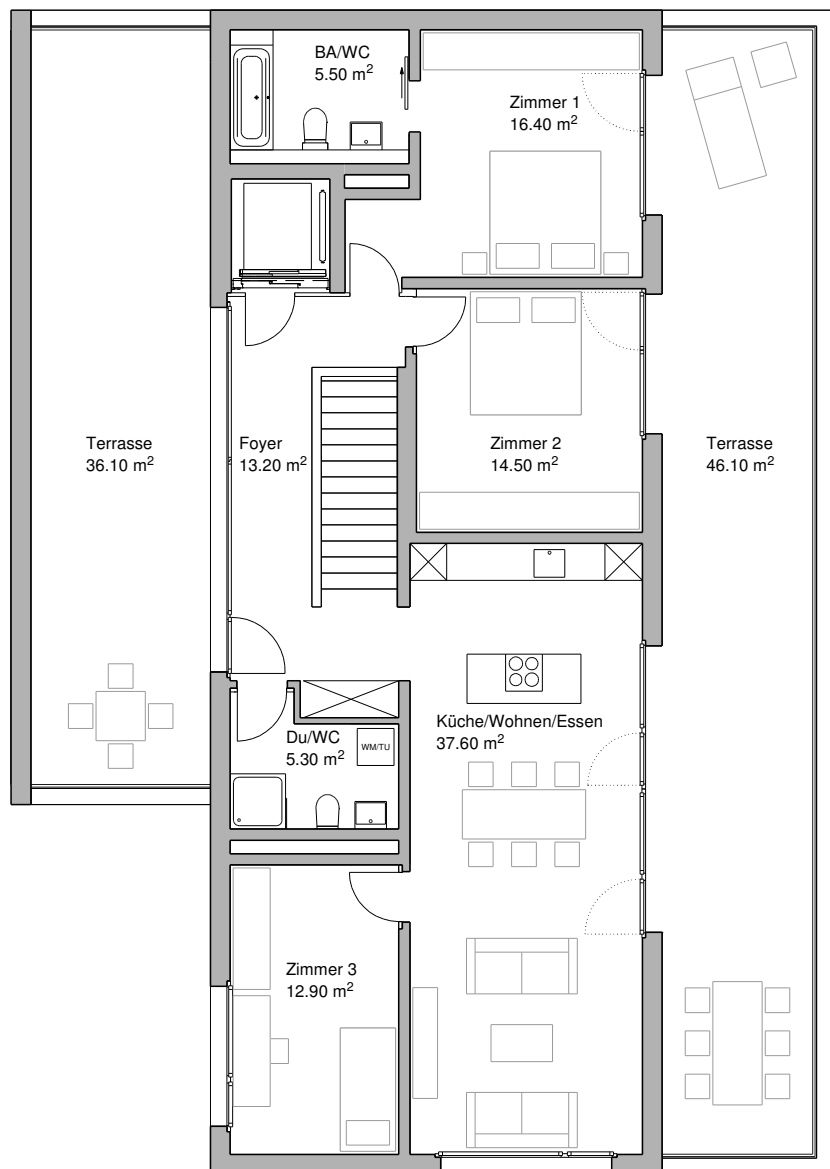 BA/WC
5.50 m²
Zimmer 1
16.40 m²
Terrasse
36.10 m²
Foyer
13.20 m²
Zimmer 2
14.50 m²
Terrasse
46.10 m²
Küche/Wohnen/Essen
37.60 m²
Du/WC
5.30 m²
WM/TU
Zimmer 3
12.90 m²